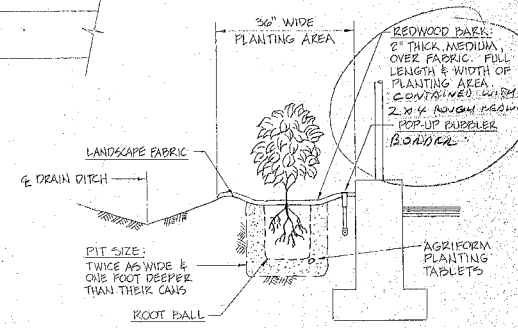 36" WIDE
PLANTING AREA
REDWOOD BARK:
2" THICK, MEDIUM,
OVER FABRIC. FULL
LENGTH & WIDTH OF
PLANTING AREA.
CONTAINED WITH
2 x 4 ROUGH
POP-UP BUBBLER
BORDER
LANDSCAPE FABRIC
℄ DRAIN DITCH
PIT SIZE:
TWICE AS WIDE &
ONE FOOT DEEPER
THAN THEIR CANS
AGRIFORM
PLANTING
TABLETS
ROOT BALL